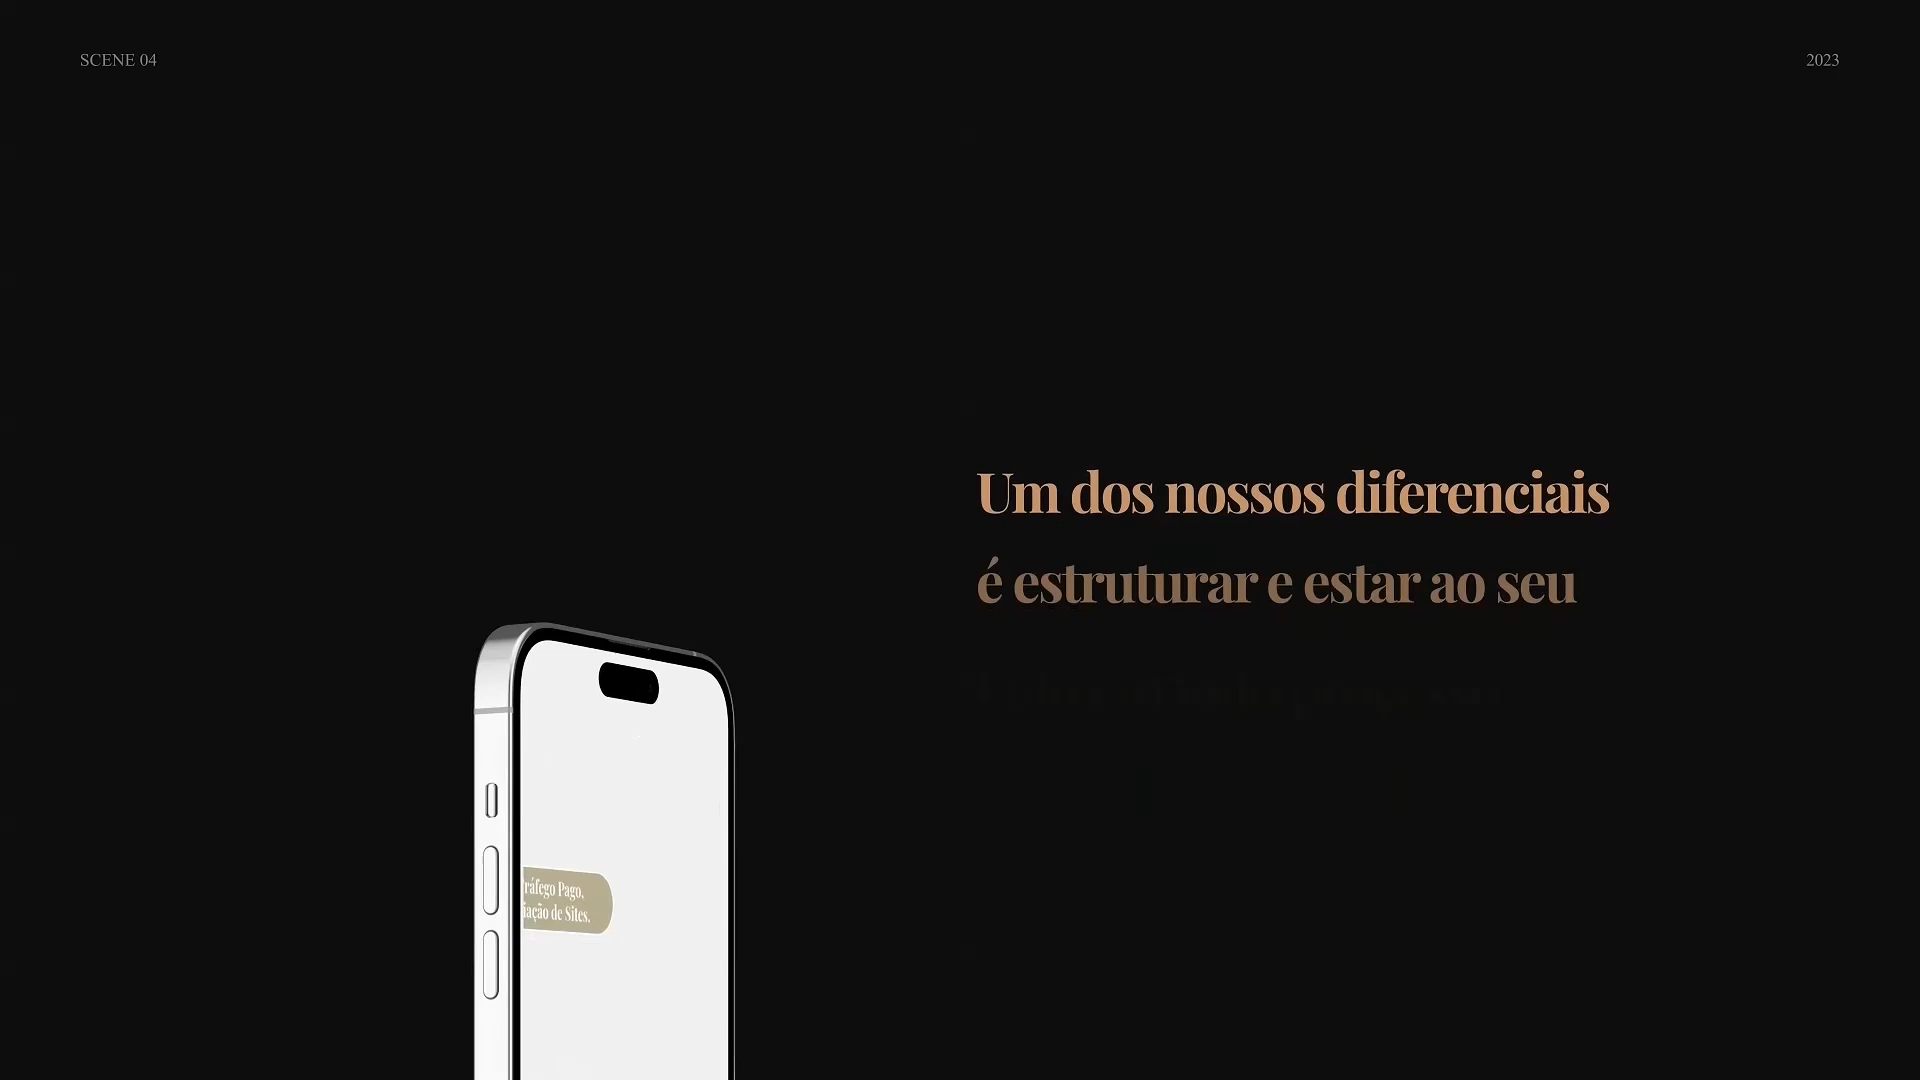 SCENE 04
2023
Um dos nossos diferenciais
é estruturar e estar ao seu
ráfego Pago,
iação de Sites.